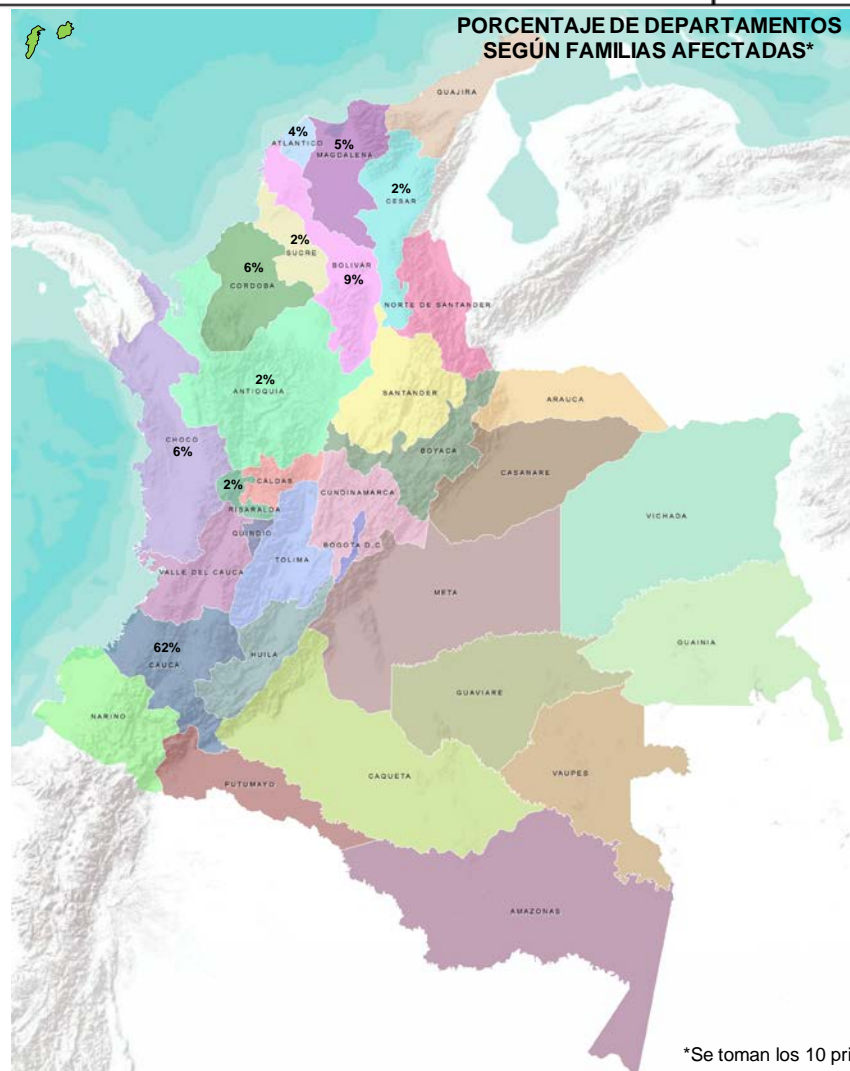 PORCENTAJE DE DEPARTAMENTOS
SEGÚN FAMILIAS AFECTADAS*
GUAJIRA
4%
ATLANTICO
5%
MAGDALENA
2%
CESAR
2%
SUCRE
6%
CORDOBA
BOLIVAR
9%
NORTE DE SANTANDER
2%
ANTIOQUIA
SANTANDER
ARAUCA
CHOCO
6%
BOYACA
CASANARE
2%
CALDAS
CUNDINAMARCA
RISARALDA
VICHADA
QUINDIO
BOGOTA D.C
TOLIMA
VALLE DEL CAUCA
META
GUAINIA
62%
CAUCA
HUILA
GUAVIARE
NARINO
CAQUETA
VAUPES
PUTUMAYO
AMAZONAS
*Se toman los 10 pri